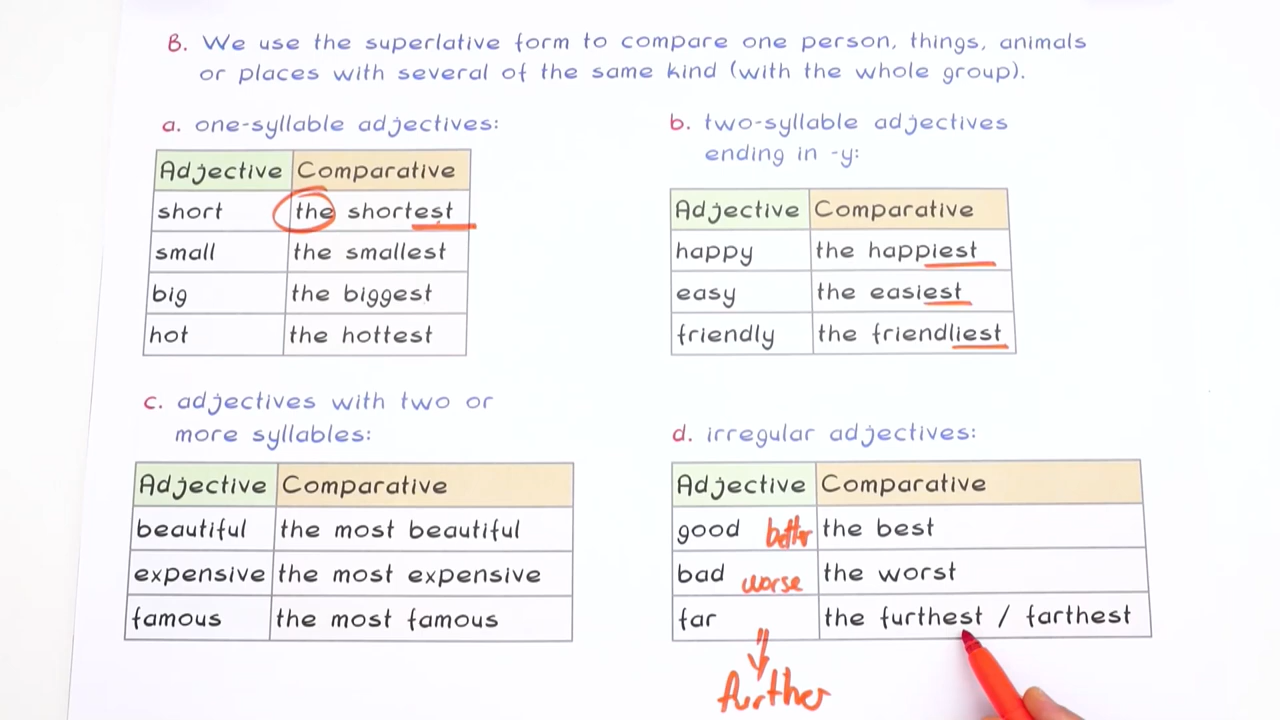 B. We use the superlative form to compare one person, things, animals
or places with several of the same kind (with the whole group).
a. one-syllable adjectives:
Adjective Comparative
short the shortest
small the smallest
big the biggest
hot the hottest
b. two-syllable adjectives
ending in -y:
Adjective Comparative
happy the happiest
easy the easiest
friendly the friendliest
c. adjectives with two or
more syllables:
Adjective Comparative
beautiful the most beautiful
expensive the most expensive
famous the most famous
d. irregular adjectives:
Adjective Comparative
good better the best
bad worse the worst
far the furthest / farthest
further